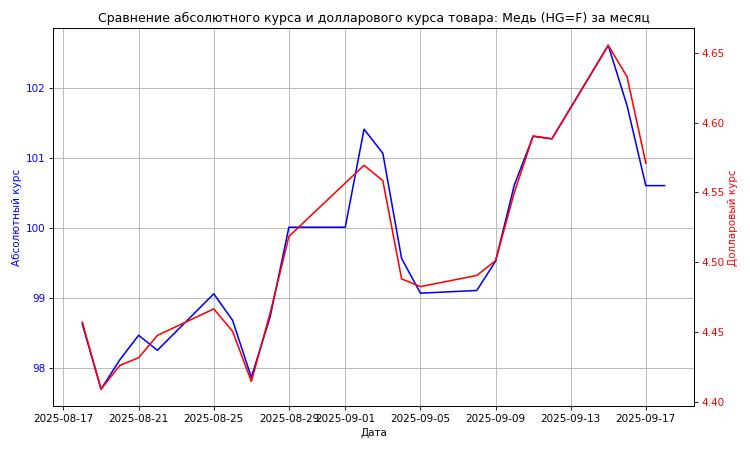 Сравнение абсолютного курса и долларового курса товара: Медь (HG=F) за месяц
Абсолютный курс
102
101
100
99
98
4.65
4.60
4.55
4.50
4.45
4.40
Долларовый курс
2025-08-17 2025-08-21 2025-08-25 2025-08-29 2025-09-01 2025-09-05 2025-09-09 2025-09-13 2025-09-17
Дата